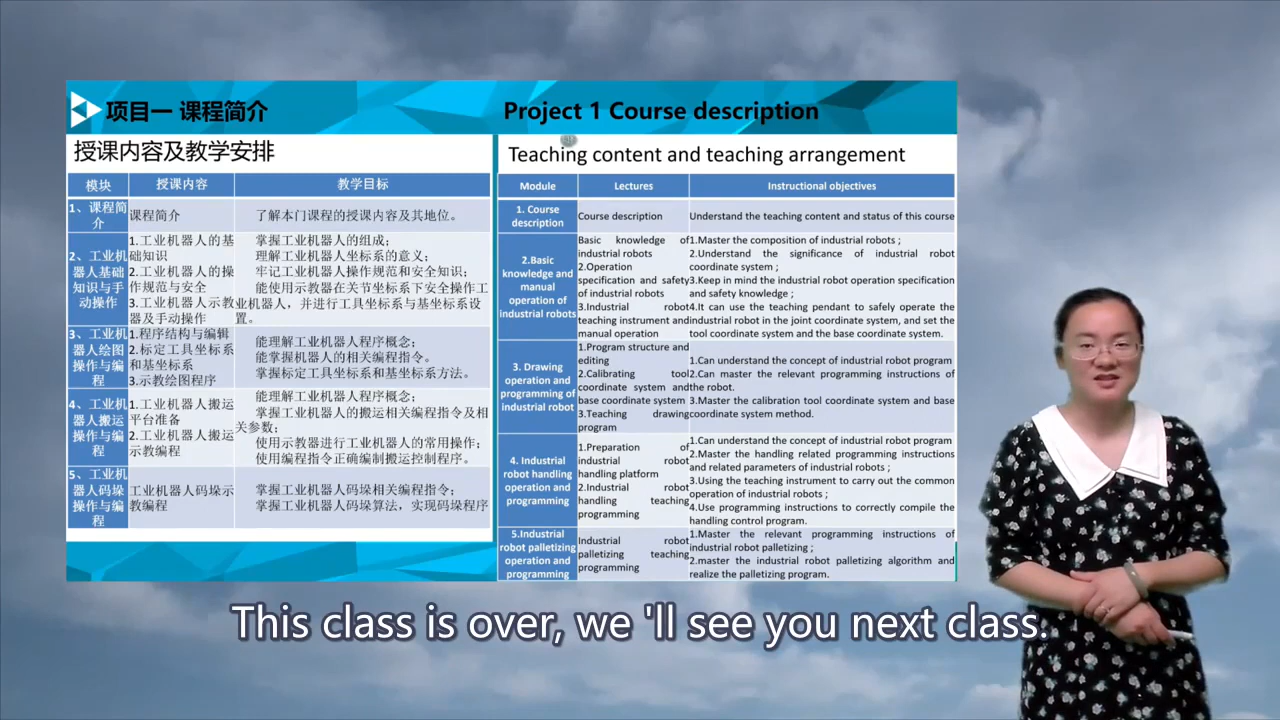 项目一 课程简介
Project 1 Course description
授课内容及教学安排
模块
授课内容
教学目标
1、课程简
介
课程简介
了解本门课程的授课内容及其地位。
2、工业机
器人基础
知识与手
动操作
1.工业机器人的基
础知识
2.工业机器人的操
作规范与安全
3.工业机器人示教
器及手动操作
掌握工业机器人的组成；
理解工业机器人坐标系的意义；
牢记工业机器人操作规范和安全知识；
能使用示教器在关节坐标系下安全操作工
业机器人，并进行工具坐标系与基坐标系设
置。
3、工业机
器人绘图
操作与编
程
1.程序结构与编辑
2.标定工具坐标系
和基坐标系
3.示教绘图程序
能理解工业机器人程序概念；
能掌握机器人的相关编程指令。
掌握标定工具坐标系和基坐标系方法。
4、工业机
器人搬运
操作与编
程
1.工业机器人搬运
平台准备
2.工业机器人搬运
示教编程
能理解工业机器人程序概念；
掌握工业机器人的搬运相关编程指令及相
关参数；
使用示教器进行工业机器人的常用操作；
使用编程指令正确编制搬运控制程序。
5、工业机
器人码垛
操作与编
程
工业机器人码垛示
教编程
掌握工业机器人码垛相关编程指令；
掌握工业机器人码垛算法，实现码垛程序
Teaching content and teaching arrangement
Module
Lectures
Instructional objectives
1. Course
description
Course description
Understand the teaching content and status of this course
2.Basic
knowledge and
manual
operation of
industrial robots
Basic knowledge of
industrial robots
2.Operation
specification and safety
of industrial robots
3.Industrial robot
teaching instrument and
manual operation
1.Master the composition of industrial robots ;
2.Understand the significance of industrial robot
coordinate system ;
3.Keep in mind the industrial robot operation specification
and safety knowledge ;
4.It can use the teaching pendant to safely operate the
industrial robot in the joint coordinate system, and set the
tool coordinate system and the base coordinate system.
3. Drawing
operation and
programming of
industrial robot
1.Program structure and
editing
2.Calibrating tool
coordinate system and
base coordinate system
3.Teaching drawing
program
1.Can understand the concept of industrial robot program
2.Can master the relevant programming instructions of
the robot.
3.Master the calibration tool coordinate system and base
coordinate system method.
4. Industrial
robot handling
operation and
programming
1.Preparation of
industrial robot
handling platform
2.Industrial robot
handling teaching
programming
1.Can understand the concept of industrial robot program
2.Master the handling related programming instructions
and related parameters of industrial robots ;
3.Using the teaching instrument to carry out the common
operation of industrial robots ;
4.Use programming instructions to correctly compile the
handling control program.
5.Industrial
robot palletizing
operation and
programming
Industrial robot
palletizing teaching
programming
1.Master the relevant programming instructions of
industrial robot palletizing ;
2.master the industrial robot palletizing algorithm and
realize the palletizing program.
This class is over, we 'll see you next class.